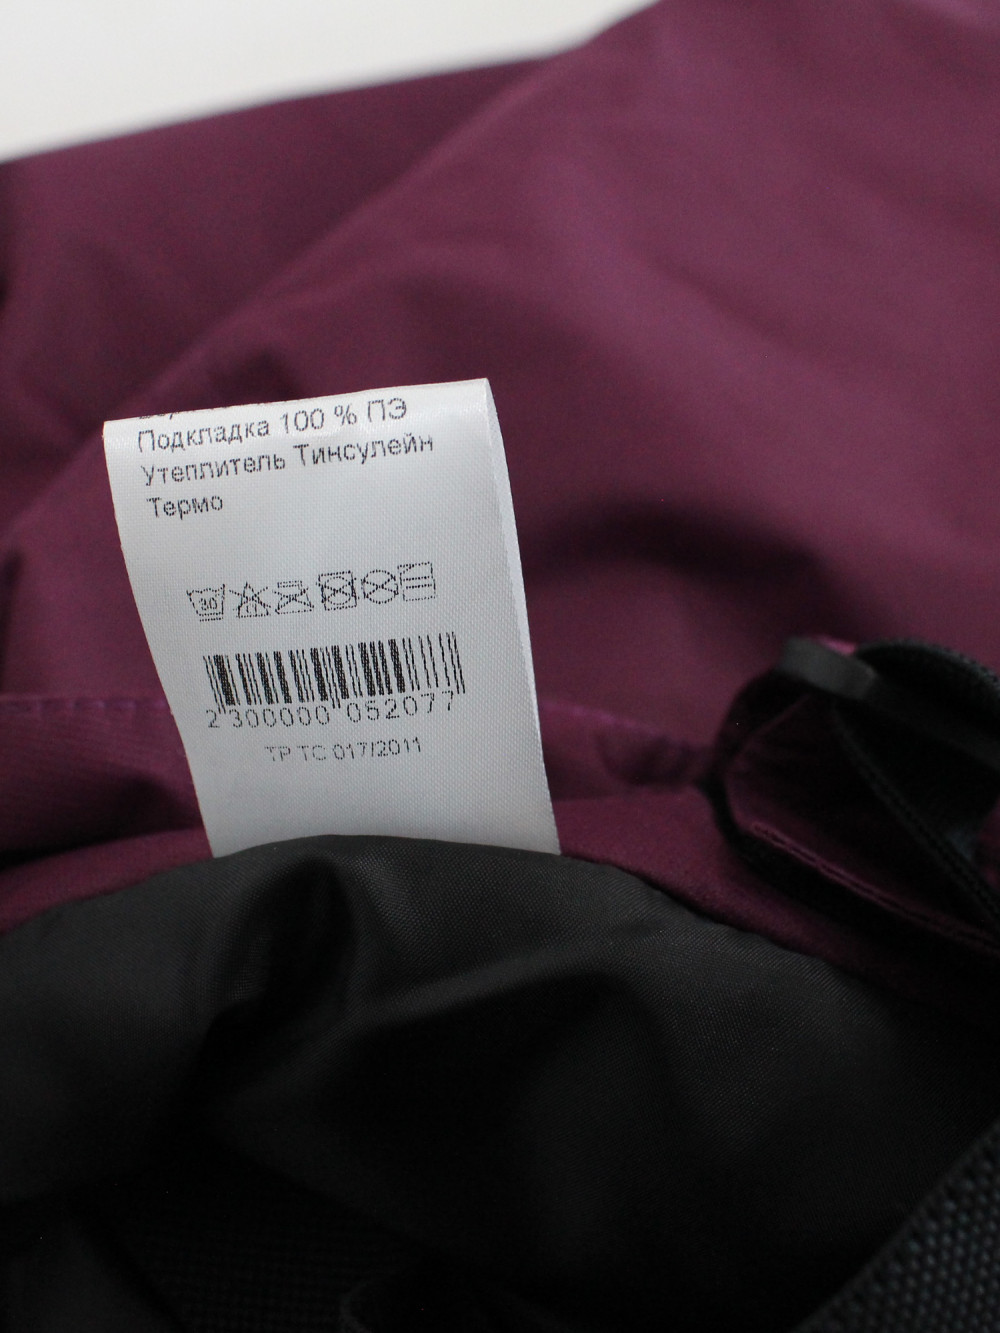 Подкладка 100 % ПЭ
Утеплитель Тинсулейн
Термо
30
2 300000 052077
ТР ТС 017/2011